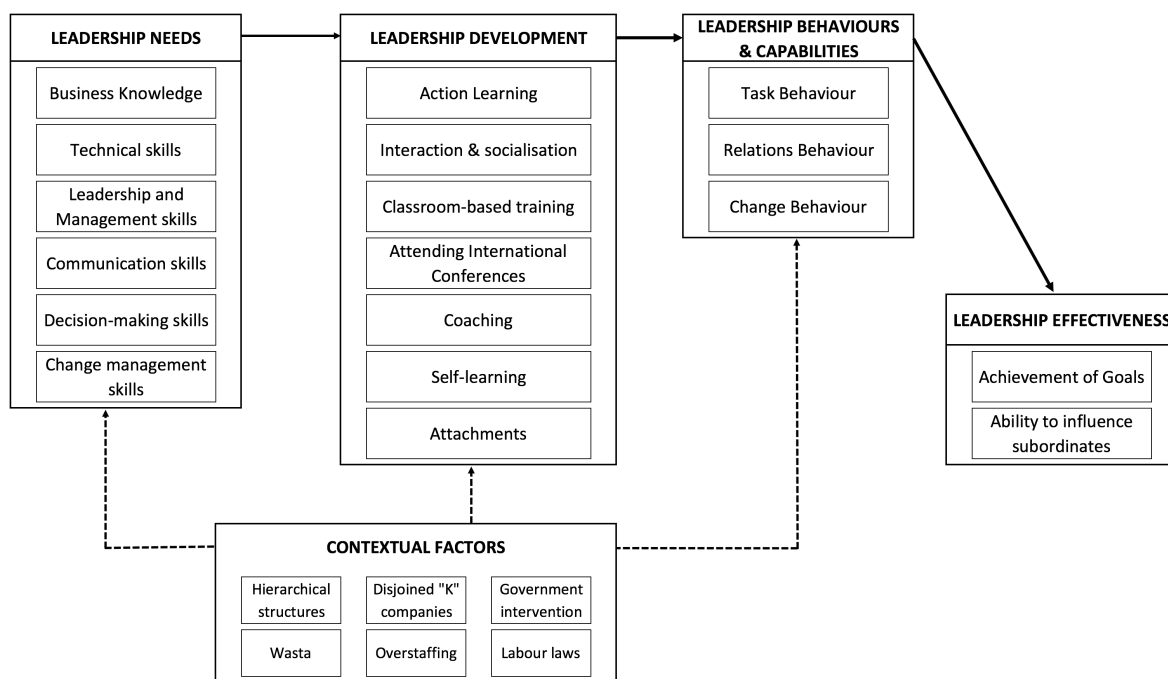 LEADERSHIP NEEDS
Business Knowledge
Technical skills
Leadership and
Management skills
Communication skills
Decision-making skills
Change management
skills
LEADERSHIP DEVELOPMENT
Action Learning
Interaction & socialisation
Classroom-based training
Attending International
Conferences
Coaching
Self-learning
Attachments
LEADERSHIP BEHAVIOURS
& CAPABILITIES
Task Behaviour
Relations Behaviour
Change Behaviour
LEADERSHIP EFFECTIVENESS
Achievement of Goals
Ability to influence
subordinates
CONTEXTUAL FACTORS
Hierarchical
structures
Disjoined "K"
companies
Government
intervention
Wasta
Overstaffing
Labour laws